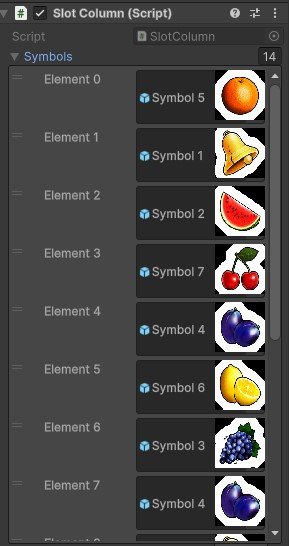 Slot Column (Script)
Script SlotColumn
Symbols 14
Element 0 Symbol 5
Element 1 Symbol 1
Element 2 Symbol 2
Element 3 Symbol 7
Element 4 Symbol 4
Element 5 Symbol 6
Element 6 Symbol 3
Element 7 Symbol 4